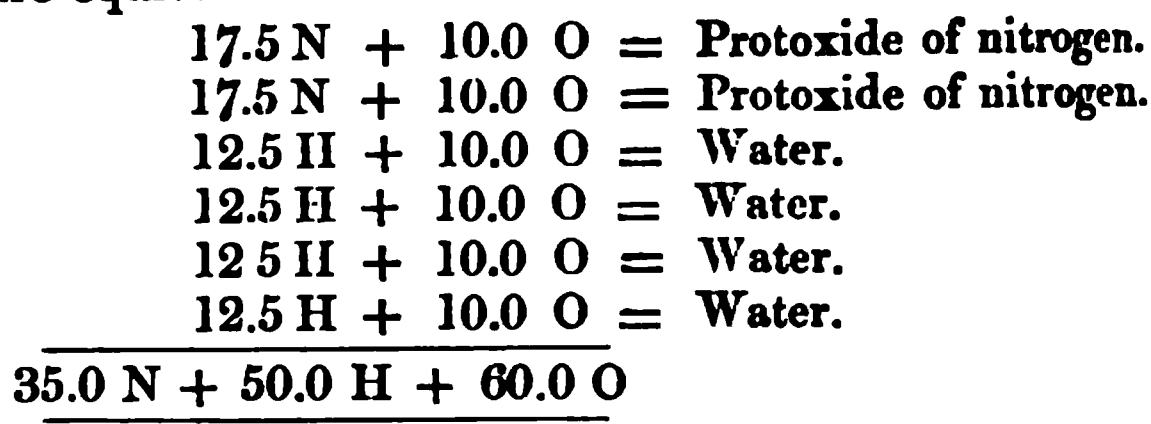 17.5 N + 10.0 O = Protoxide of nitrogen.
17.5 N + 10.0 O = Protoxide of nitrogen.
12.5 H + 10.0 O = Water.
12.5 H + 10.0 O = Water.
12 5 H + 10.0 O = Water.
12.5 H + 10.0 O = Water.
35.0 N + 50.0 H + 60.0 O